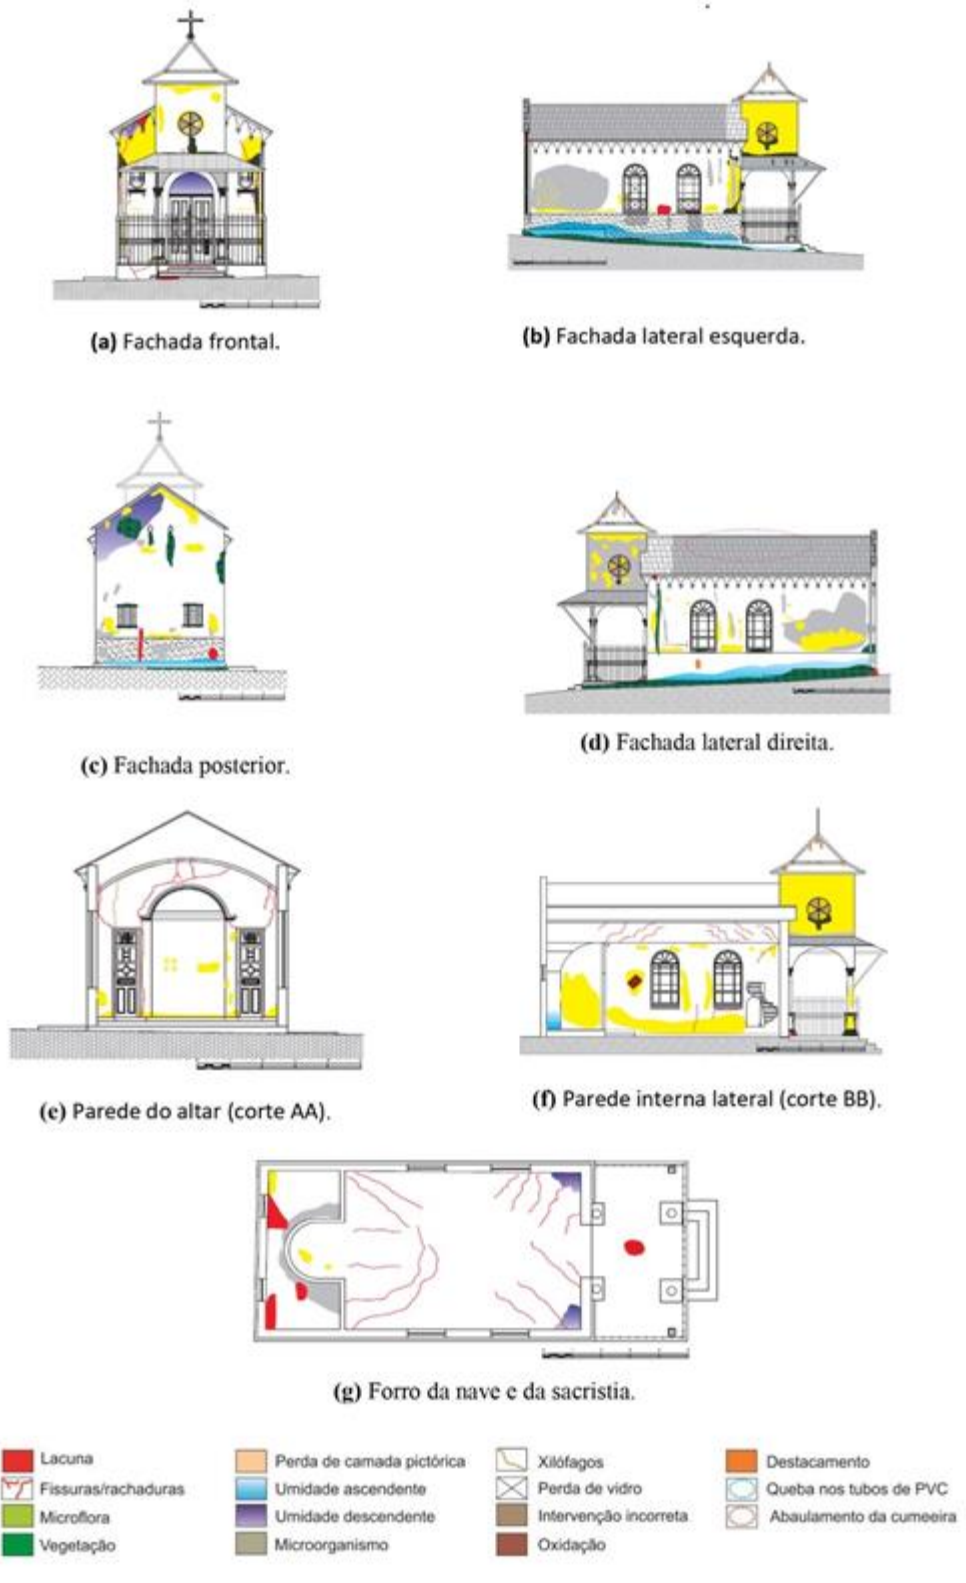 (a) Fachada frontal.
(b) Fachada lateral esquerda.
(c) Fachada posterior.
(d) Fachada lateral direita.
(e) Parede do altar (corte AA).
(f) Parede interna lateral (corte BB).
(g) Forro da nave e da sacristia.
Lacuna
Fissuras/rachaduras
Microflora
Vegetação
Perda de camada pictórica
Umidade ascendente
Umidade descendente
Microorganismo
Xilófagos
Perda de vidro
Intervenção incorreta
Oxidação
Destacamento
Queba nos tubos de PVC
Abaulamento da cumeeira